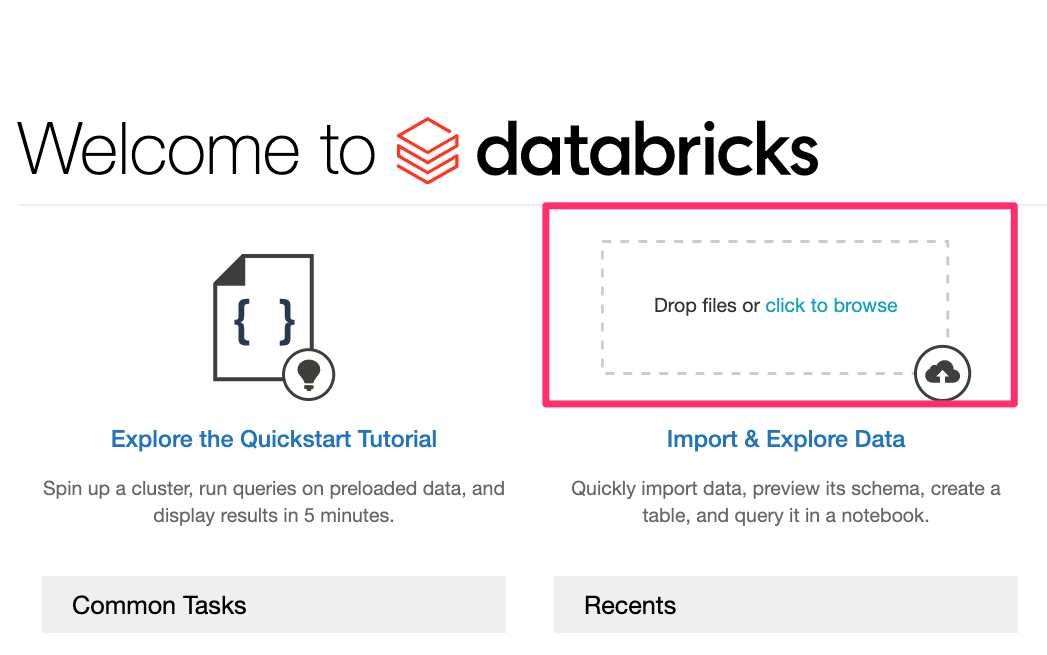 Welcome to databricks
{ }
Drop files or click to browse
Explore the Quickstart Tutorial
Spin up a cluster, run queries on preloaded data, and
display results in 5 minutes.
Import & Explore Data
Quickly import data, preview its schema, create a
table, and query it in a notebook.
Common Tasks
Recents